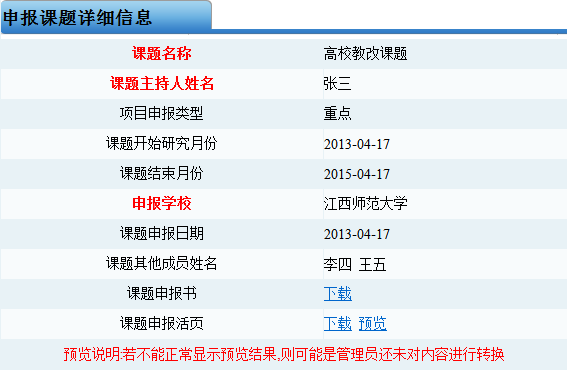 申报课题详细信息
课题名称 高校教改课题
课题主持人姓名 张三
项目申报类型 重点
课题开始研究月份 2013-04-17
课题结束月份 2015-04-17
申报学校 江西师范大学
课题申报日期 2013-04-17
课题其他成员姓名 李四 王五
课题申报书 下载
课题申报活页 下载 预览
预览说明:若不能正常显示预览结果,则可能是管理员还未对内容进行转换